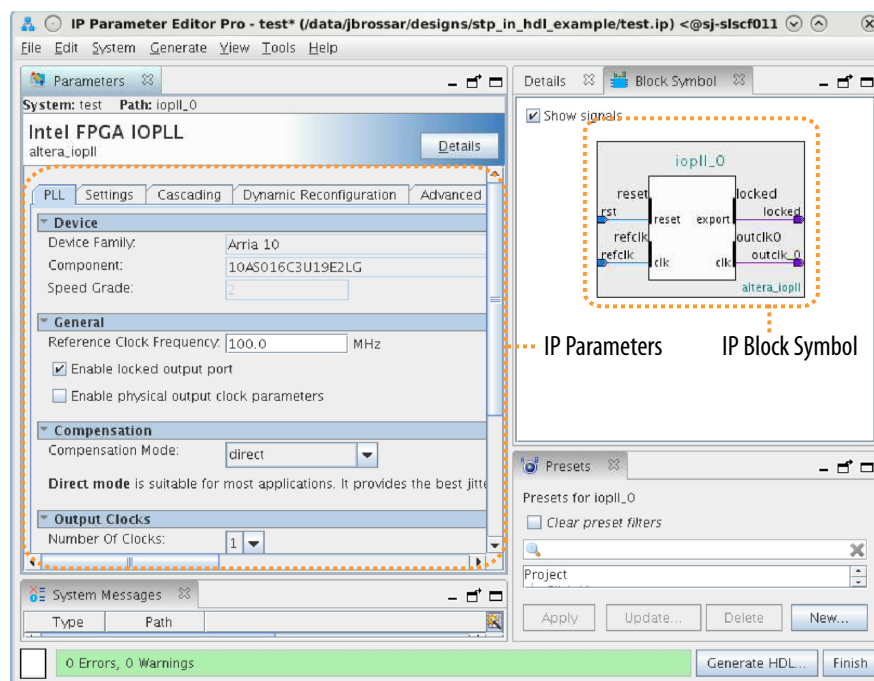 IP Parameter Editor Pro - test* (/data/jbrossar/designs/stp_in_hdl_example/test.ip) <@sj-slscf011
File Edit System Generate View Tools Help
Parameters
System: test Path: iopll_0
Intel FPGA IOPLL
altera_iopll
Details
PLL Settings Cascading Dynamic Reconfiguration Advanced
Device
Device Family: Arria 10
Component: 10AS016C3U19E2LG
Speed Grade: 2
General
Reference Clock Frequency: 100.0 MHz
Enable locked output port
Enable physical output clock parameters
Compensation
Compensation Mode: direct
Direct mode is suitable for most applications. It provides the best jitte
Output Clocks
Number Of Clocks: 1
System Messages
Type Path
0 Errors, 0 Warnings
Details Block Symbol
Show signals
iopll_0
reset locked
rst reset export locked
refclk outclk0
refclk clk clk outclk_0
altera_iopll
IP Parameters IP Block Symbol
Presets
Presets for iopll_0
Clear preset filters
Project
Apply Update... Delete New...
Generate HDL... Finish